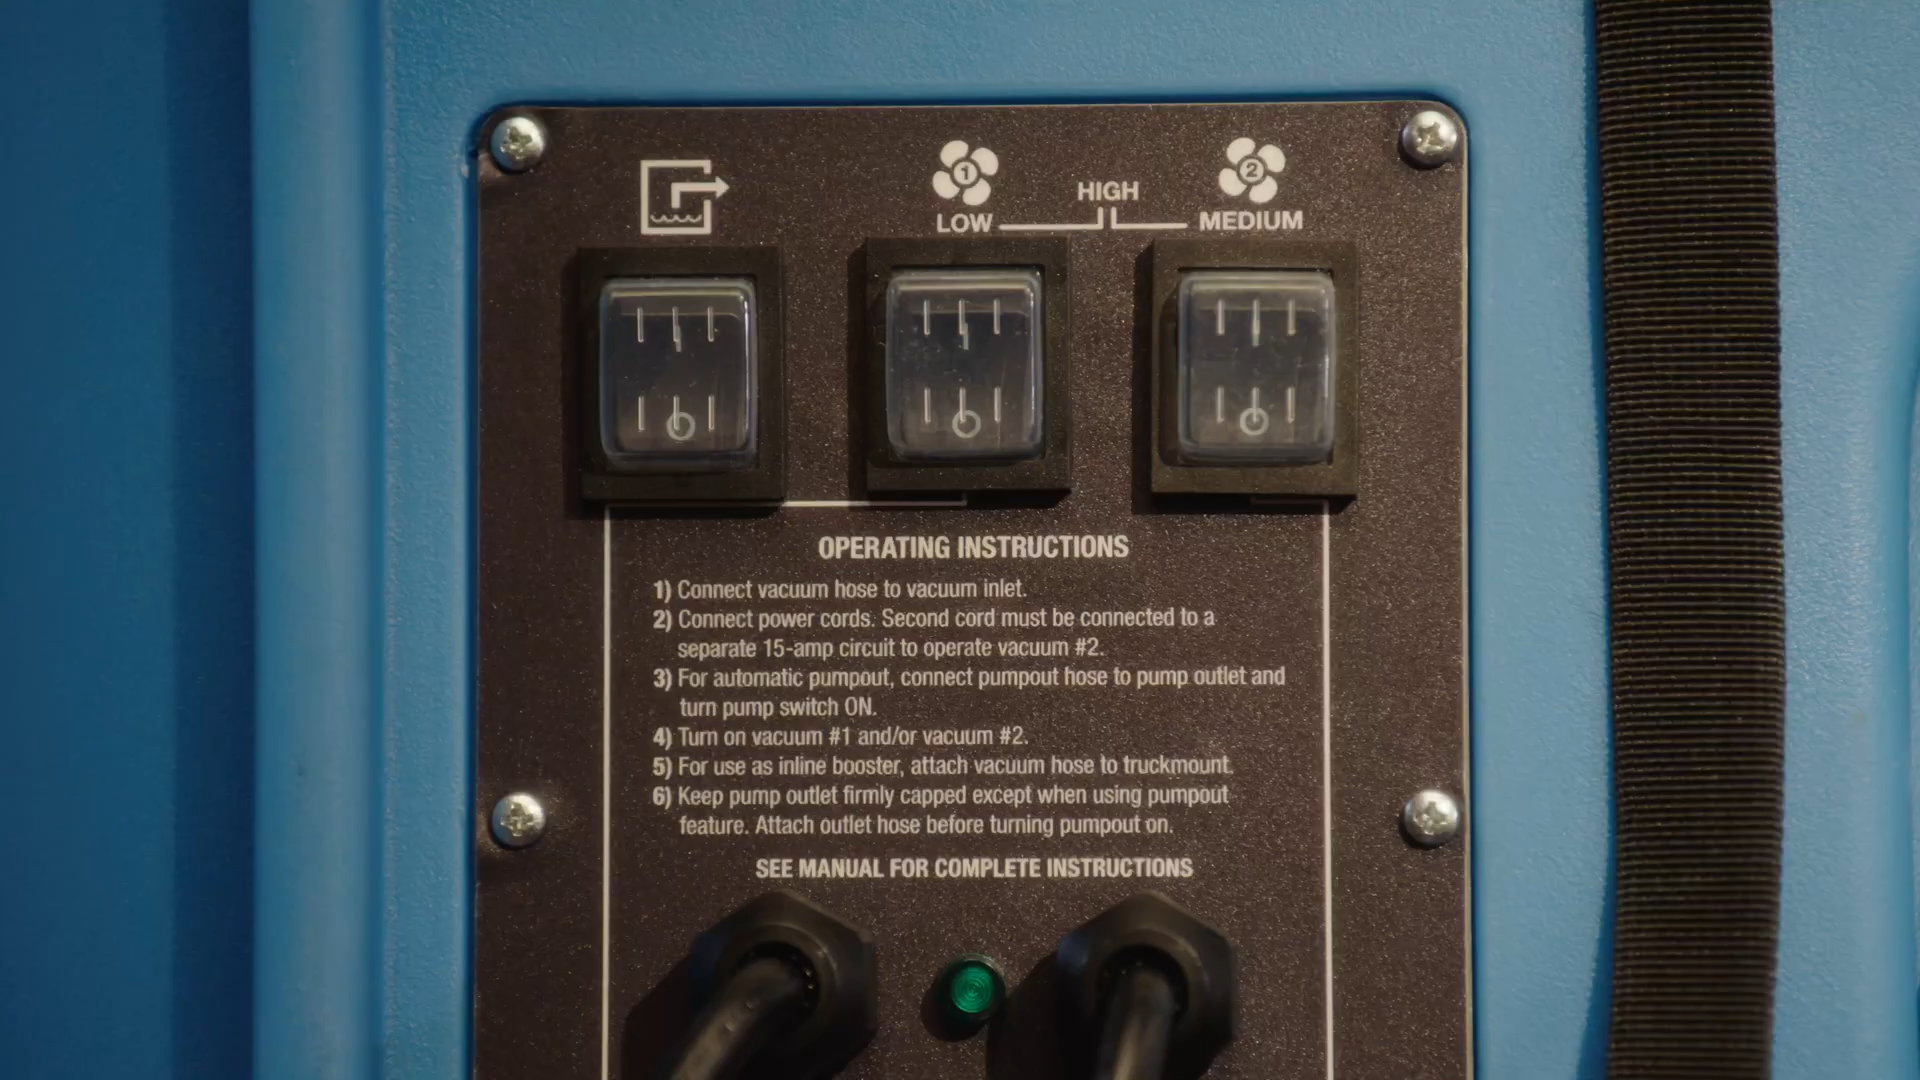 1 2
HIGH
LOW MEDIUM
OPERATING INSTRUCTIONS
1) Connect vacuum hose to vacuum inlet.
2) Connect power cords. Second cord must be connected to a
separate 15-amp circuit to operate vacuum #2.
3) For automatic pumpout, connect pumpout hose to pump outlet and
turn pump switch ON.
4) Turn on vacuum #1 and/or vacuum #2.
5) For use as inline booster, attach vacuum hose to truckmount.
6) Keep pump outlet firmly capped except when using pumpout
feature. Attach outlet hose before turning pumpout on.
SEE MANUAL FOR COMPLETE INSTRUCTIONS